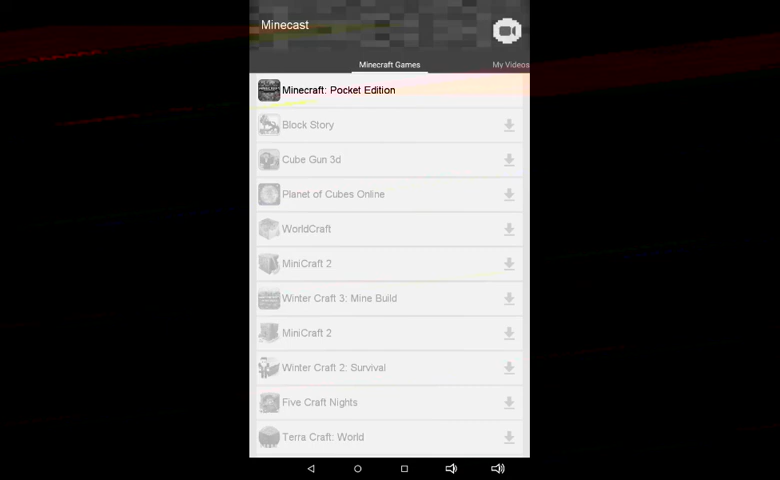 Minecast
Minecraft Games
My Videos
Minecraft: Pocket Edition
Block Story
Cube Gun 3d
Planet of Cubes Online
WorldCraft
MiniCraft 2
Winter Craft 3: Mine Build
MiniCraft 2
Winter Craft 2: Survival
Five Craft Nights
Terra Craft: World